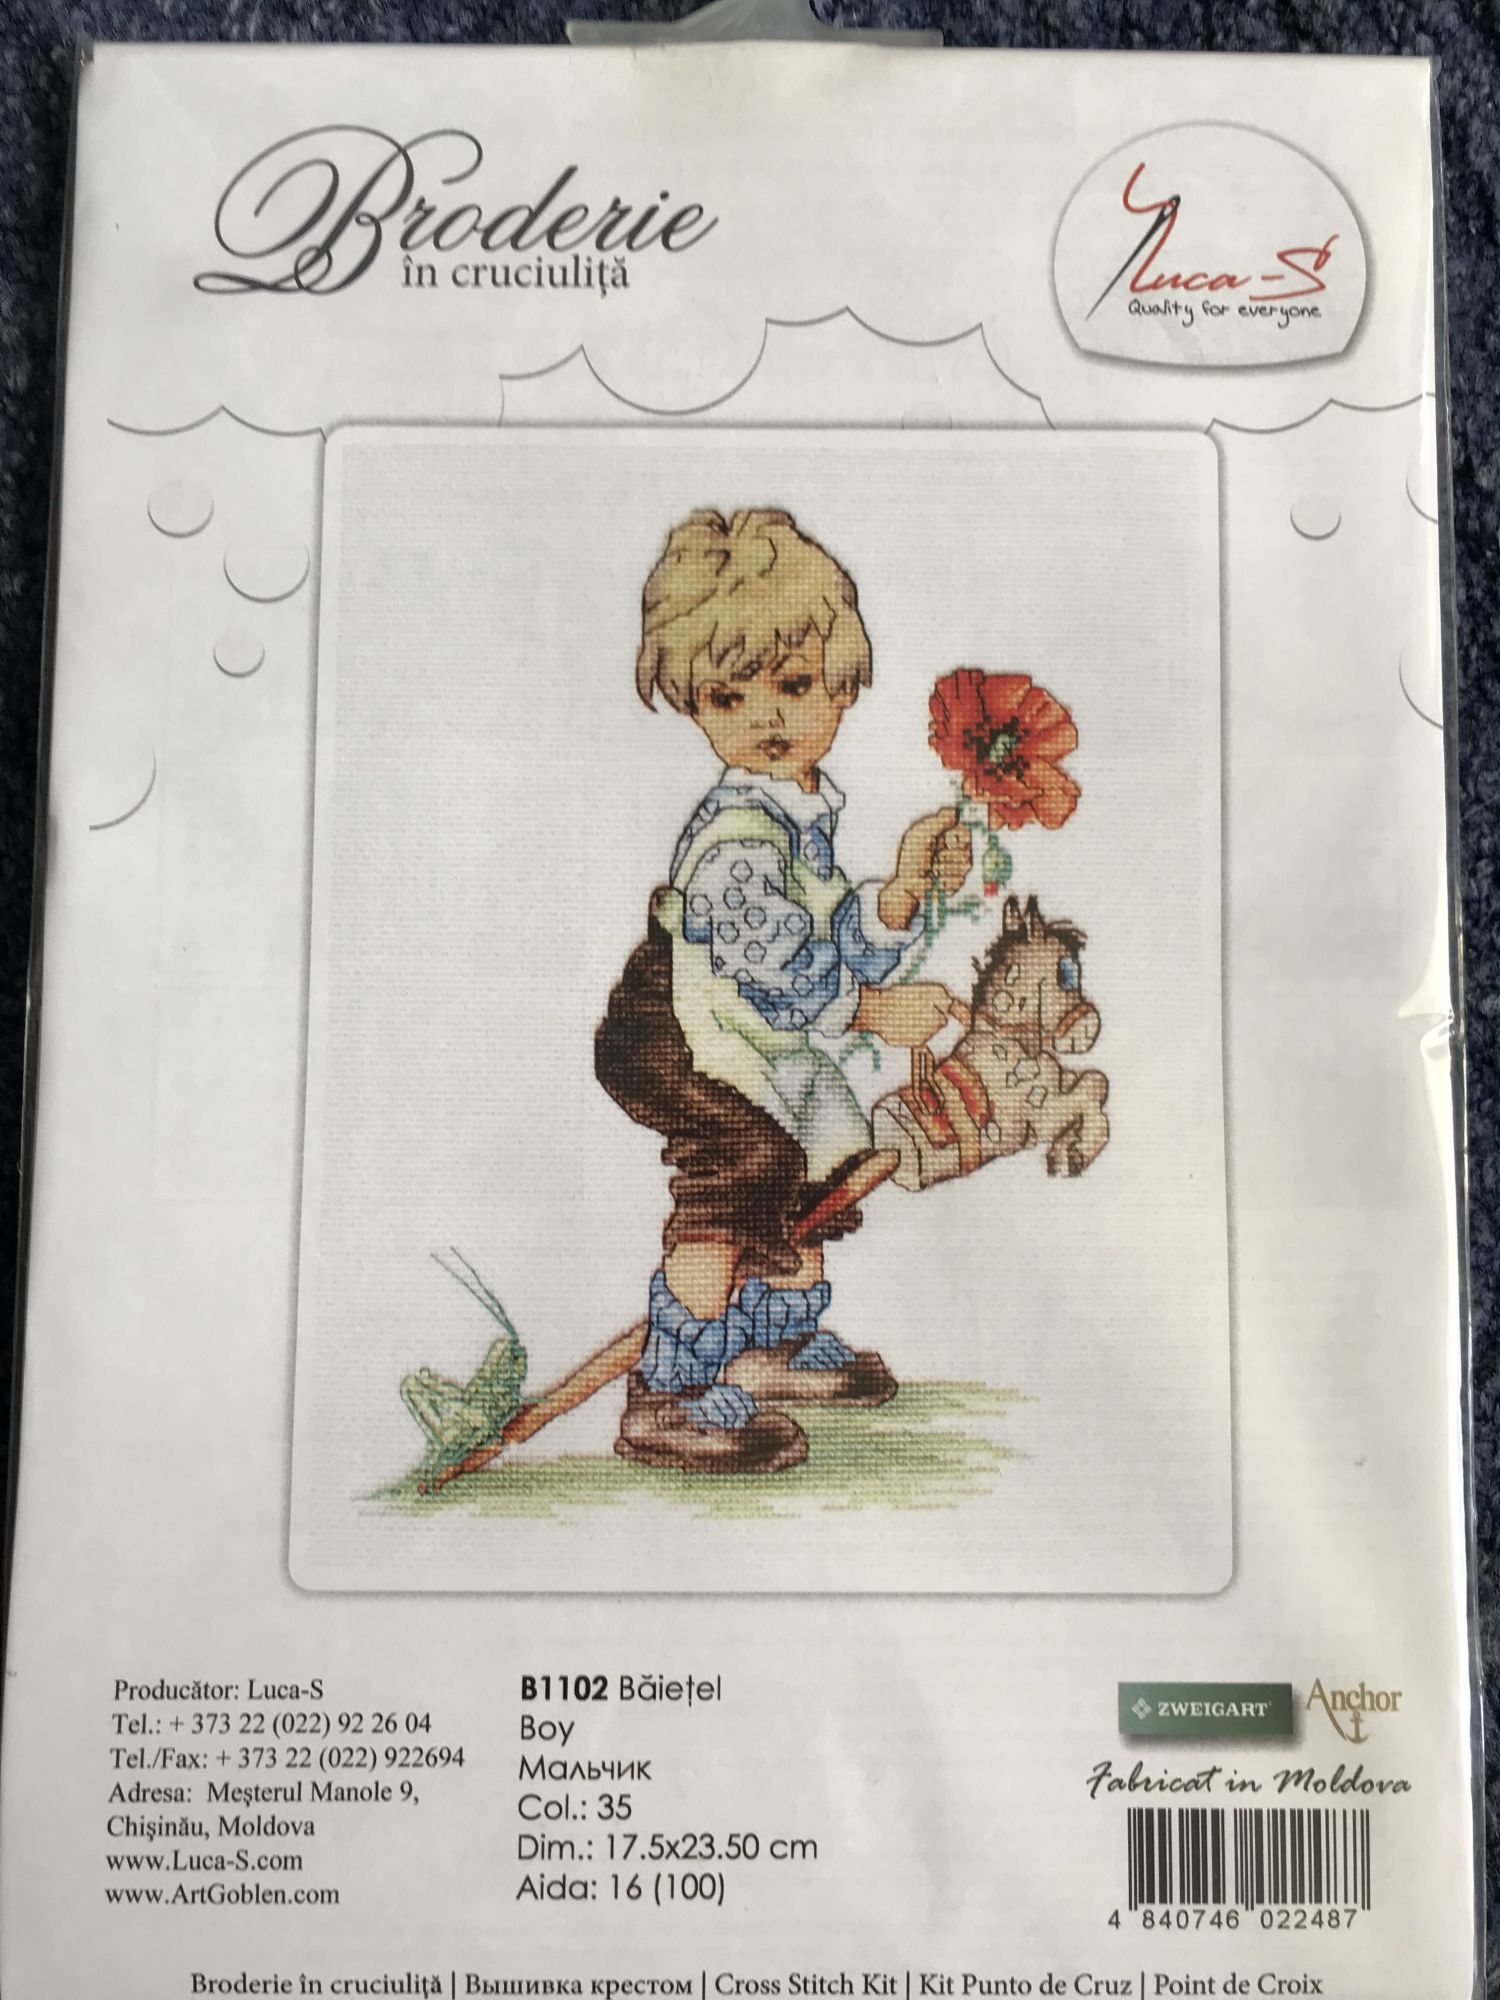 Broderie
în cruciuliță
Luca-S
Quality for everyone
Producător: Luca-S
Tel.: + 373 22 (022) 92 26 04
Tel./Fax: + 373 22 (022) 922694
Adresa: Meșterul Manole 9,
Chișinău, Moldova
www.Luca-S.com
www.ArtGoblen.com
B1102 Băiețel
Boy
Мальчик
Col.: 35
Dim.: 17.5x23.50 cm
Aida: 16 (100)
ZWEIGART
Anchor
Fabricat in Moldova
4 840746 022487
Broderie în cruciuliță | Вышивка крестом | Cross Stitch Kit | Kit Punto de Cruz | Point de Croix